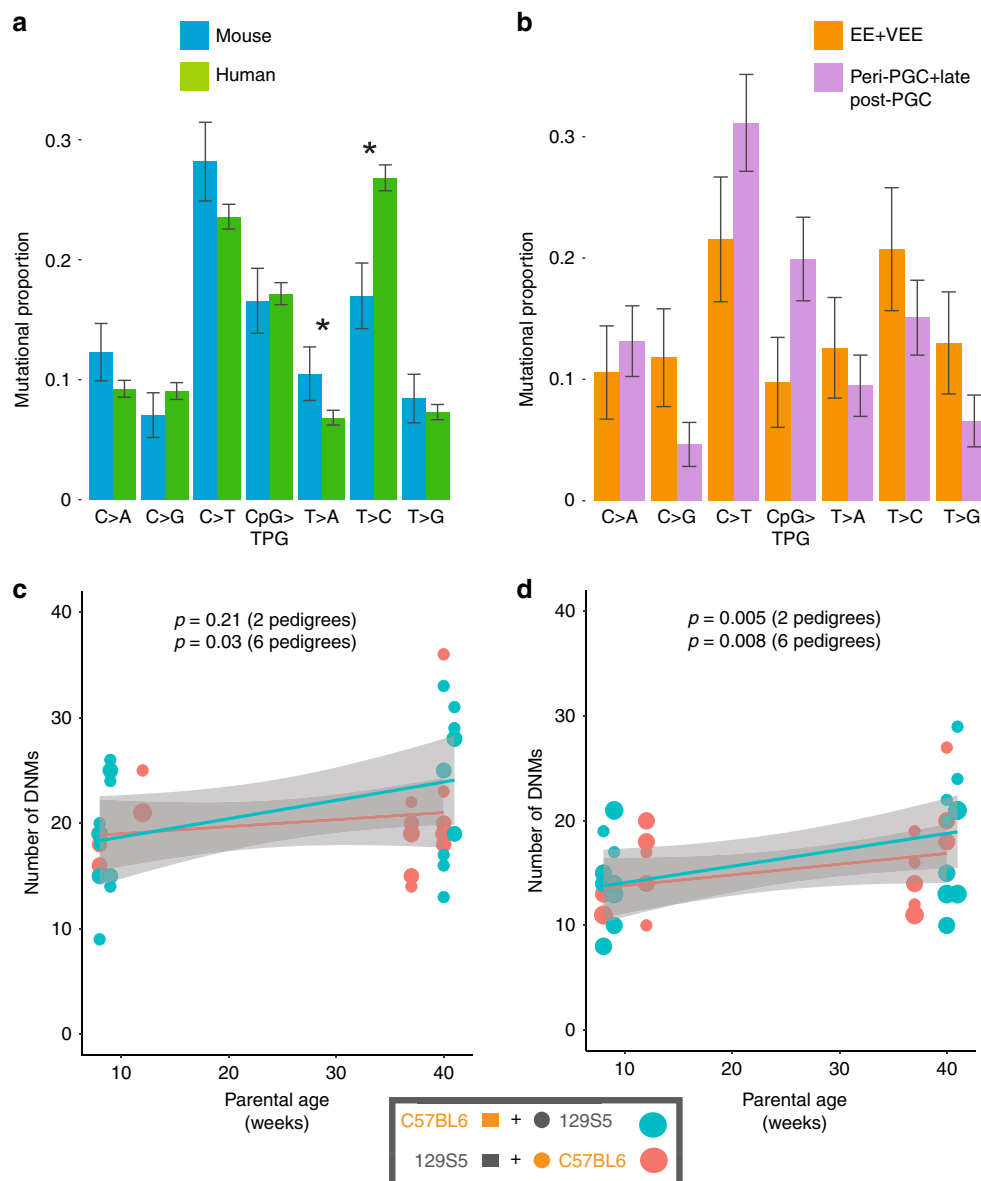 a
Mouse
Human
Mutational proportion
0.3
0.2
0.1
0
*
*
C>A C>G C>T CpG> T>A T>C T>G
TPG
b
EE+VEE
Peri-PGC+late
post-PGC
Mutational proportion
0.3
0.2
0.1
0
C>A C>G C>T CpG> T>A T>C T>G
TPG
c
p = 0.21 (2 pedigrees)
p = 0.03 (6 pedigrees)
Number of DNMs
40
30
20
10
0
10 20 30 40
Parental age
(weeks)
d
p = 0.005 (2 pedigrees)
p = 0.008 (6 pedigrees)
Number of DNMs
40
30
20
10
0
10 20 30 40
Parental age
(weeks)
C57BL6 + 129S5
129S5 + C57BL6